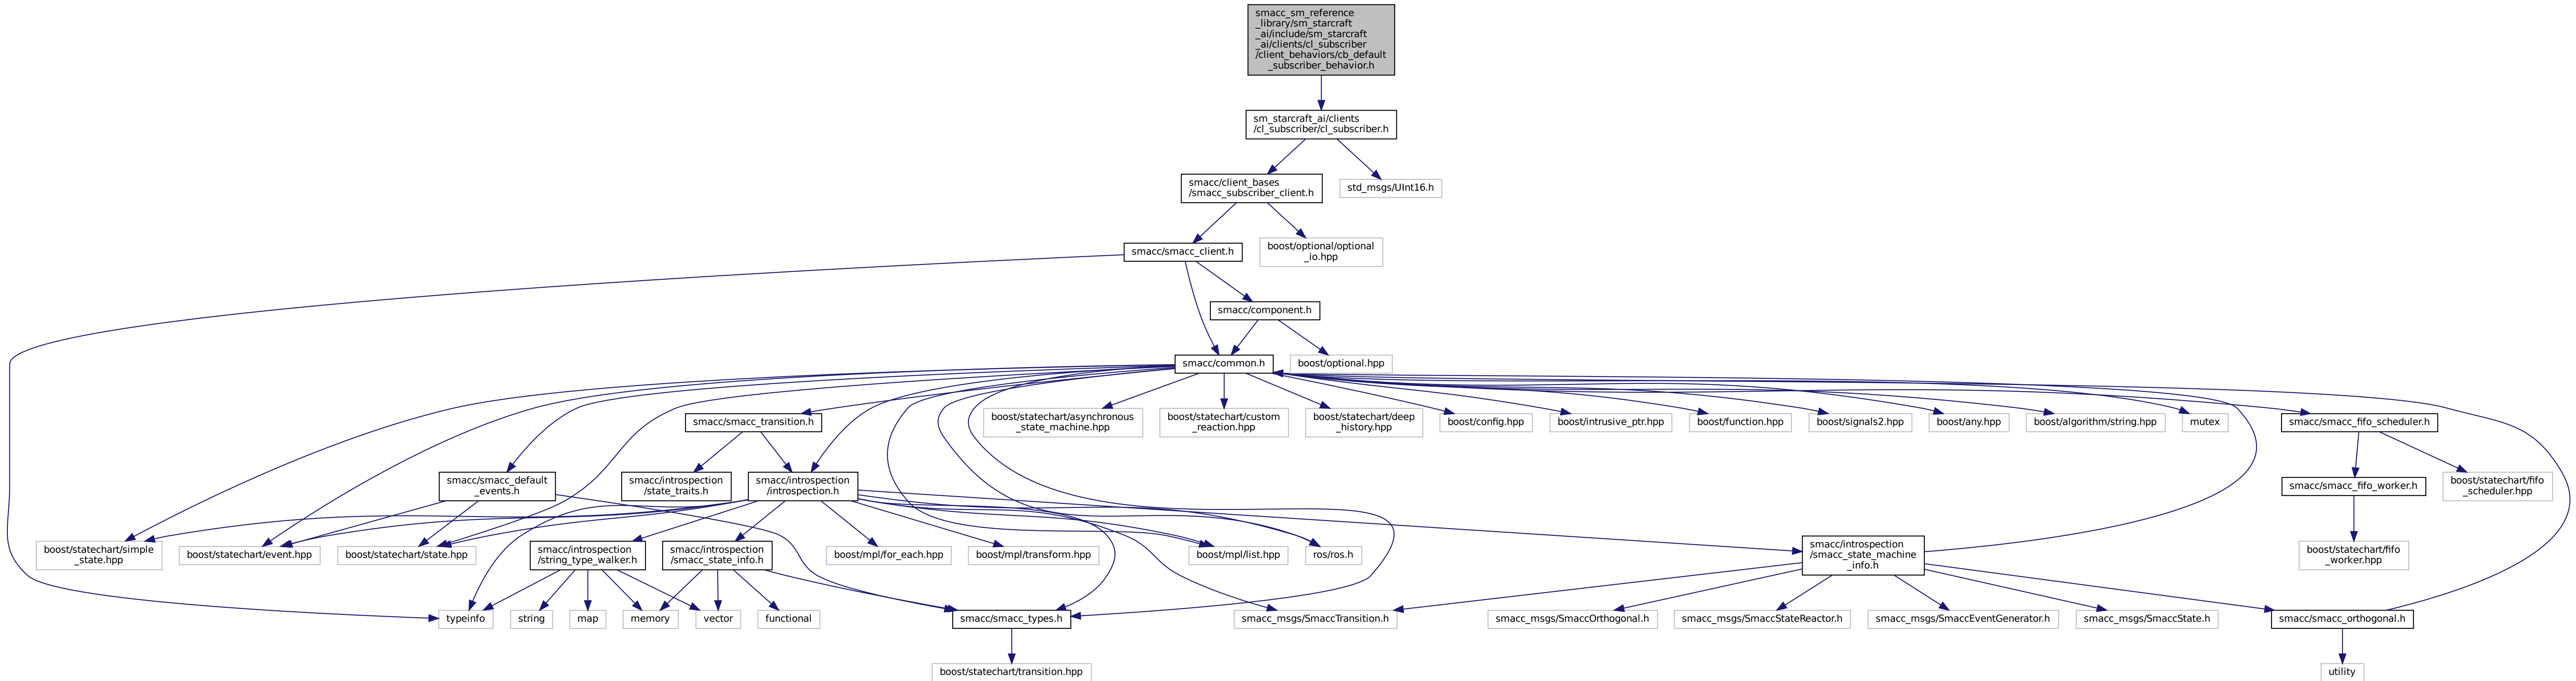 smacc_sm_reference
_library/sm_starcraft
_ai/include/sm_starcraft
_ai/clients/cl_subscriber
/client_behaviors/cb_default
_subscriber_behavior.h
sm_starcraft_ai/clients
/cl_subscriber/cl_subscriber.h
smacc/client_bases
/smacc_subscriber_client.h
std_msgs/UInt16.h
smacc/smacc_client.h
boost/optional/optional
_io.hpp
smacc/component.h
smacc/common.h
boost/optional.hpp
smacc/smacc_transition.h
boost/statechart/asynchronous
_state_machine.hpp
boost/statechart/custom
_reaction.hpp
boost/statechart/deep
_history.hpp
boost/config.hpp
boost/intrusive_ptr.hpp
boost/function.hpp
boost/signals2.hpp
boost/any.hpp
boost/algorithm/string.hpp
mutex
smacc/smacc_fifo_scheduler.h
smacc/smacc_default
_events.h
smacc/introspection
/state_traits.h
smacc/introspection
/introspection.h
smacc/smacc_fifo_worker.h
boost/statechart/fifo
_scheduler.hpp
boost/statechart/simple
_state.hpp
boost/statechart/event.hpp
boost/statechart/state.hpp
smacc/introspection
/string_type_walker.h
smacc/introspection
/smacc_state_info.h
boost/mpl/for_each.hpp
boost/mpl/transform.hpp
boost/mpl/list.hpp
ros/ros.h
smacc/introspection
/smacc_state_machine
_info.h
boost/statechart/fifo
_worker.hpp
typeinfo
string
map
memory
vector
functional
smacc/smacc_types.h
smacc_msgs/SmaccTransition.h
smacc_msgs/SmaccOrthogonal.h
smacc_msgs/SmaccStateReactor.h
smacc_msgs/SmaccEventGenerator.h
smacc_msgs/SmaccState.h
smacc/smacc_orthogonal.h
boost/statechart/transition.hpp
utility